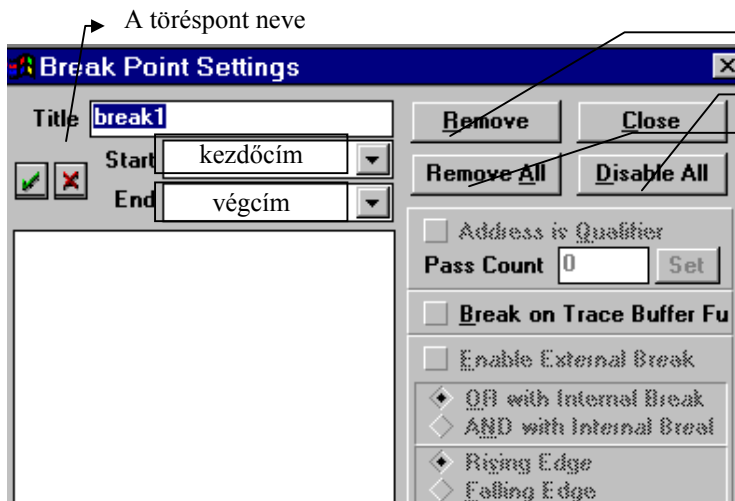 A töréspont neve
Break Point Settings
Title break1
Remove
Close
Start kezdőcím
Remove All
Disable All
End végcím
Address is Qualifier
Pass Count 0 Set
Break on Trace Buffer Fu
Enable External Break
OR with Internal Break
AND with Internal Breal
Rising Edge
Falling Edge